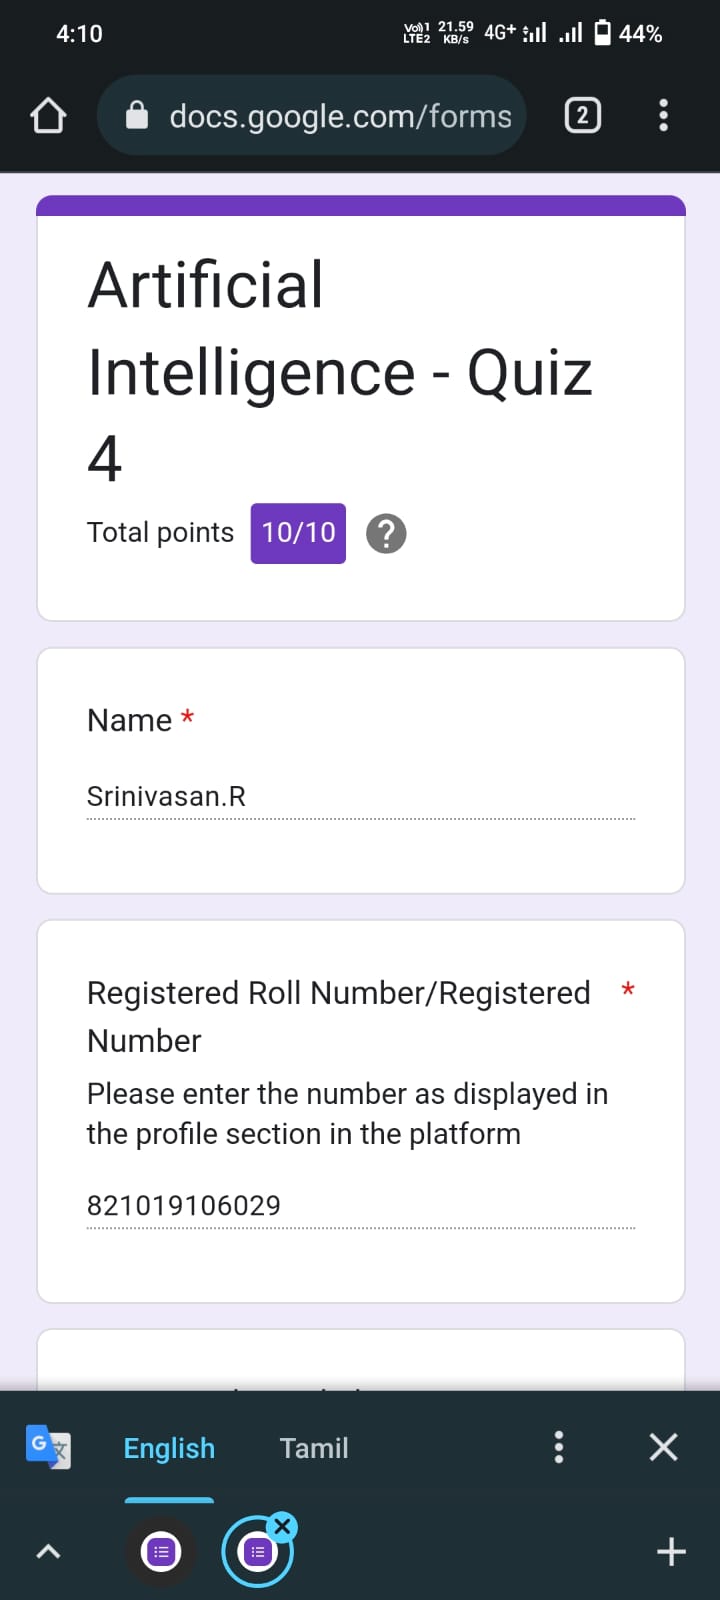 4:10
Vo)) 1 LTE2 21.59 KB/s 4G+ 44%
docs.google.com/forms
2
Artificial
Intelligence - Quiz
4
Total points 10/10 ?
Name *
Srinivasan.R
Registered Roll Number/Registered *
Number
Please enter the number as displayed in
the profile section in the platform
821019106029
G 文 English Tamil